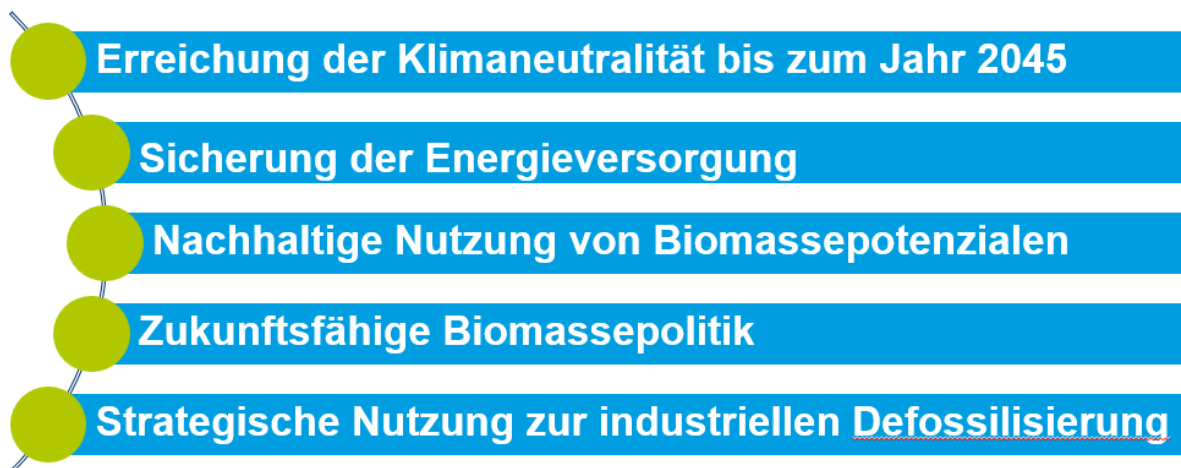 Erreichung der Klimaneutralität bis zum Jahr 2045
Sicherung der Energieversorgung
Nachhaltige Nutzung von Biomassepotenzialen
Zukunftsfähige Biomassepolitik
Strategische Nutzung zur industriellen Defossilisierung